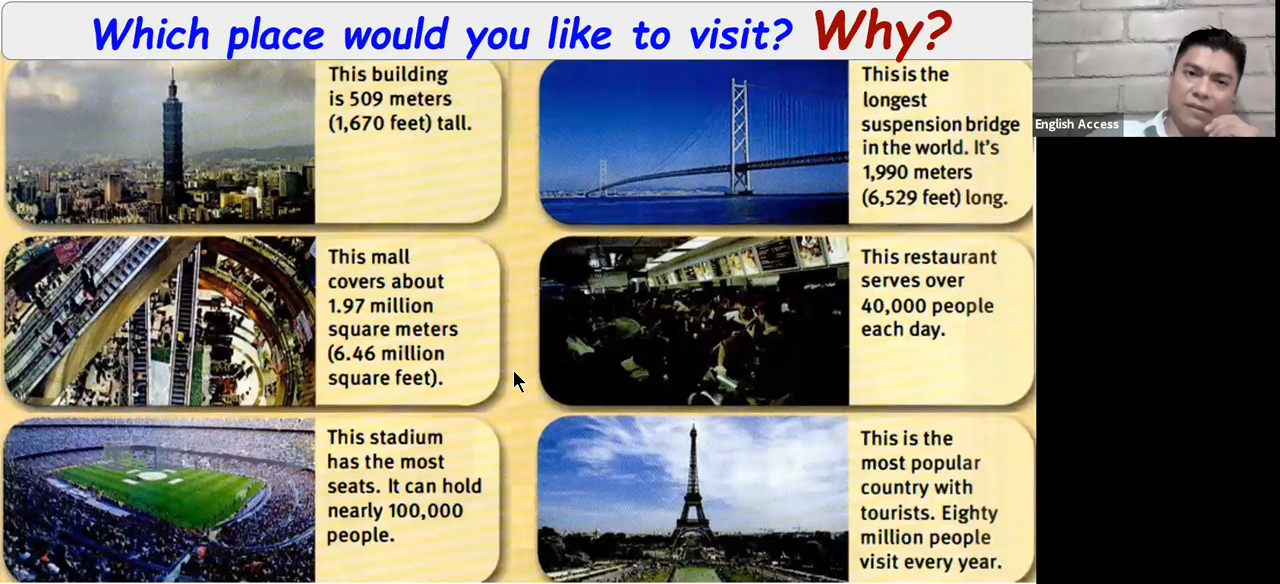 Which place would you like to visit? Why?
This building
is 509 meters
(1,670 feet) tall.
This is the
longest
suspension bridge
in the world. It's
1,990 meters
(6,529 feet) long.
English Access
This mall
covers about
1.97 million
square meters
(6.46 million
square feet).
This restaurant
serves over
40,000 people
each day.
This stadium
has the most
seats. It can hold
nearly 100,000
people.
This is the
most popular
country with
tourists. Eighty
million people
visit every year.